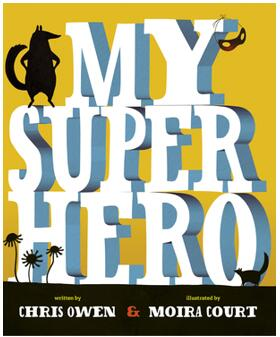 MY
SUPER
HERO
written by
CHRIS OWEN & MOIRA COURT
illustrated by